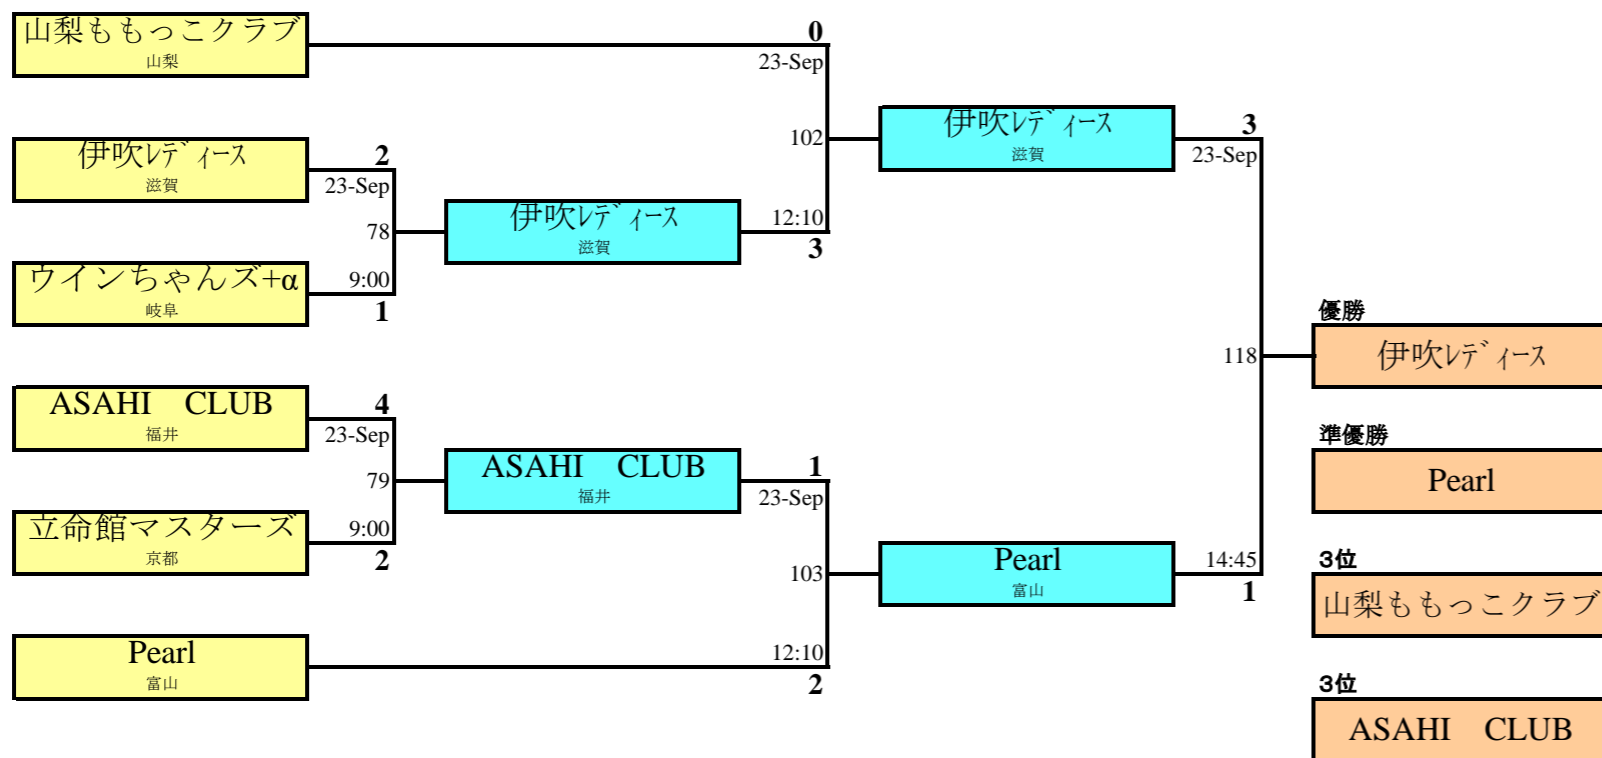 山梨ももっこクラブ
山梨
0
23-Sep
102
伊吹ﾚﾃﾞｨｰｽ
滋賀
3
23-Sep
伊吹ﾚﾃﾞｨｰｽ
滋賀
2
23-Sep
78
伊吹ﾚﾃﾞｨｰｽ
滋賀
12:10
3
ウインちゃんズ+α
岐阜
9:00
1
118
優勝
伊吹ﾚﾃﾞｨｰｽ
ASAHI　CLUB
福井
4
23-Sep
79
ASAHI　CLUB
福井
1
23-Sep
準優勝
Pearl
立命館マスターズ
京都
9:00
2
103
Pearl
富山
14:45
1
3位
山梨ももっこクラブ
Pearl
富山
12:10
2
3位
ASAHI　CLUB